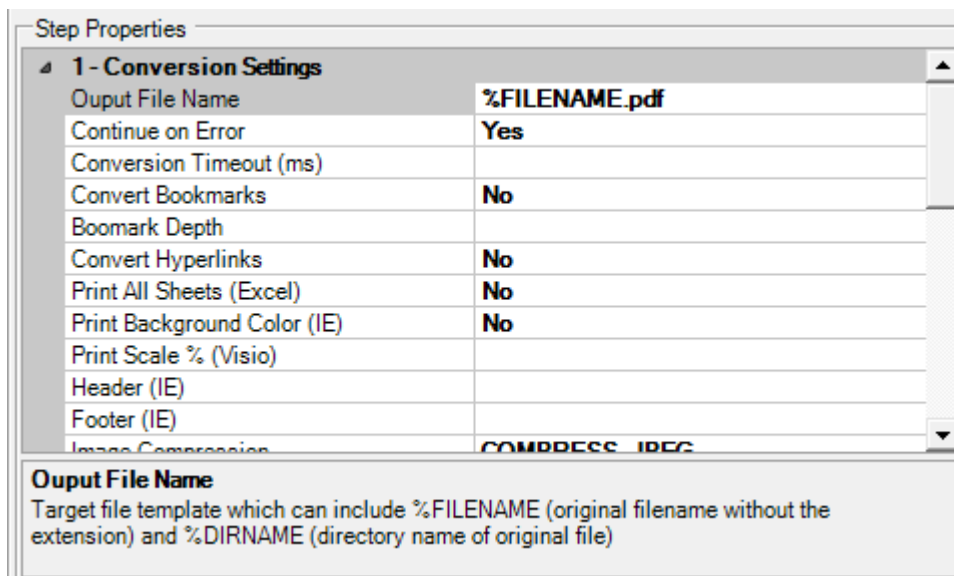 Step Properties
1 - Conversion Settings
Ouput File Name %FILENAME.pdf
Continue on Error Yes
Conversion Timeout (ms)
Convert Bookmarks No
Boomark Depth
Convert Hyperlinks No
Print All Sheets (Excel) No
Print Background Color (IE) No
Print Scale % (Visio)
Header (IE)
Footer (IE)
Image Compression COMPRESS_JPEG
Ouput File Name
Target file template which can include %FILENAME (original filename without the
extension) and %DIRNAME (directory name of original file)